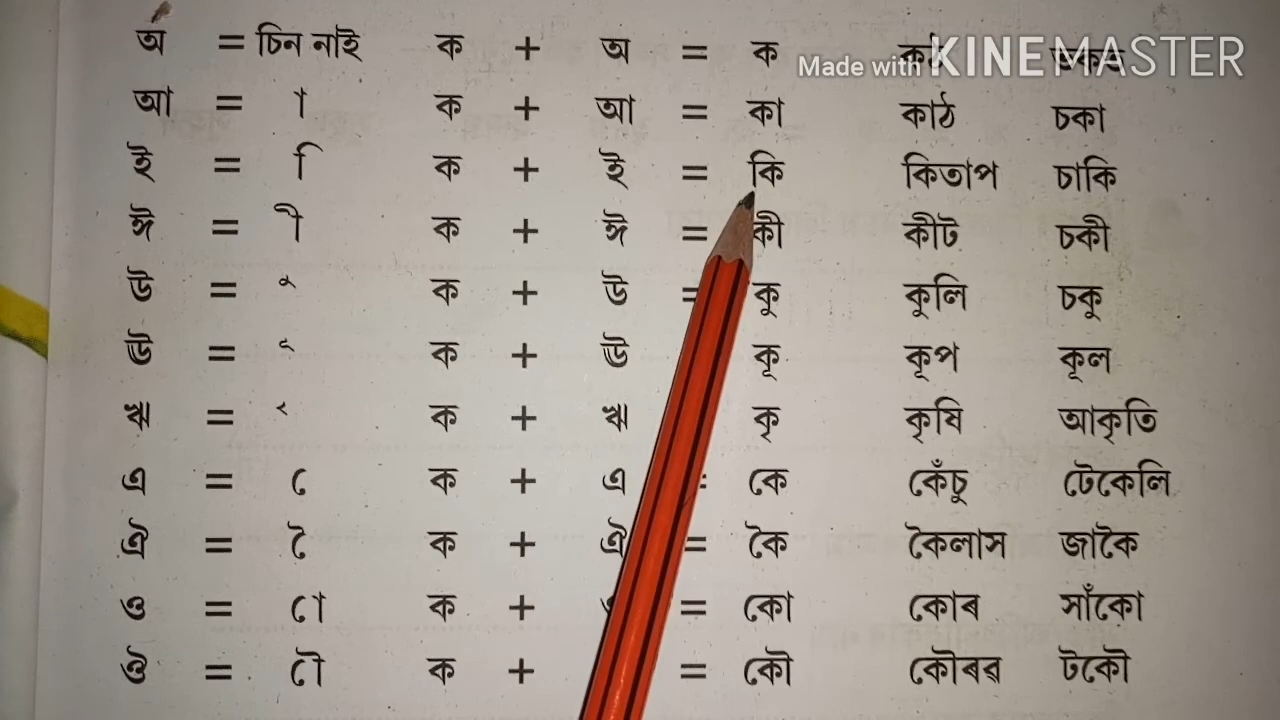 অ = চিন নাই ক + অ = ক
Made with KINEMASTER
আ = া ক + আ = কা কাঠ চকা
ই = ি ক + ই = কি কিতাপ চাকি
ঈ = ী ক + ঈ = কী কীট চকী
উ = ু ক + উ = কু কুলি চকু
ঊ = ূ ক + ঊ = কূ কূপ কূল
ঋ = ৃ ক + ঋ কৃ কৃষি আকৃতি
এ = ে ক + এ = কে কেঁচু টেকেলি
ঐ = ৈ ক + ঐ = কৈ কৈলাস জাকৈ
ও = ো ক + = কো কোৰ সাঁকো
ঔ = ৌ ক + = কৌ কৌৰৱ টকৌ